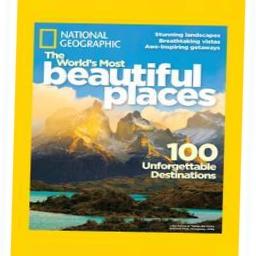 NATIONAL
GEOGRAPHIC
Stunning landscapes
Breathtaking vistas
Awe-inspiring getaways
The
World's Most
beautiful
places
100
Unforgettable
Destinations